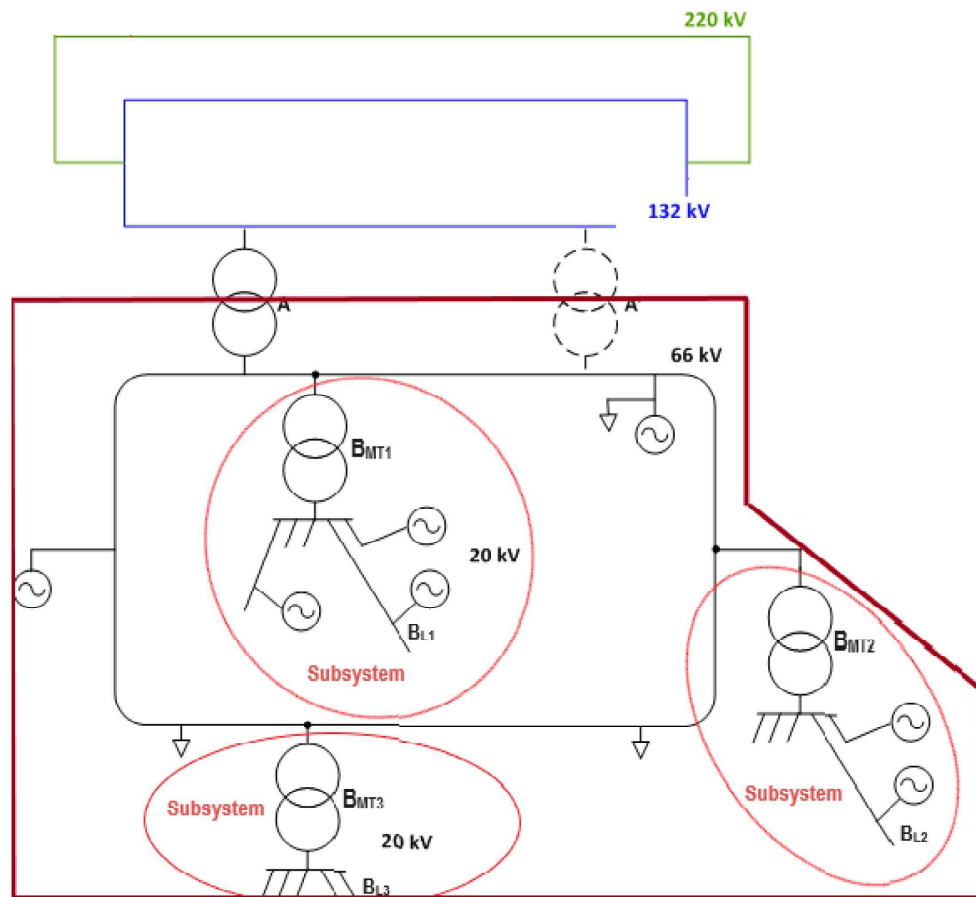 220 kV
132 kV
A
A'
66 kV
BMT1
20 kV
BL1
Subsystem
BMT2
Subsystem
BL2
Subsystem
BMT3
20 kV
BL3